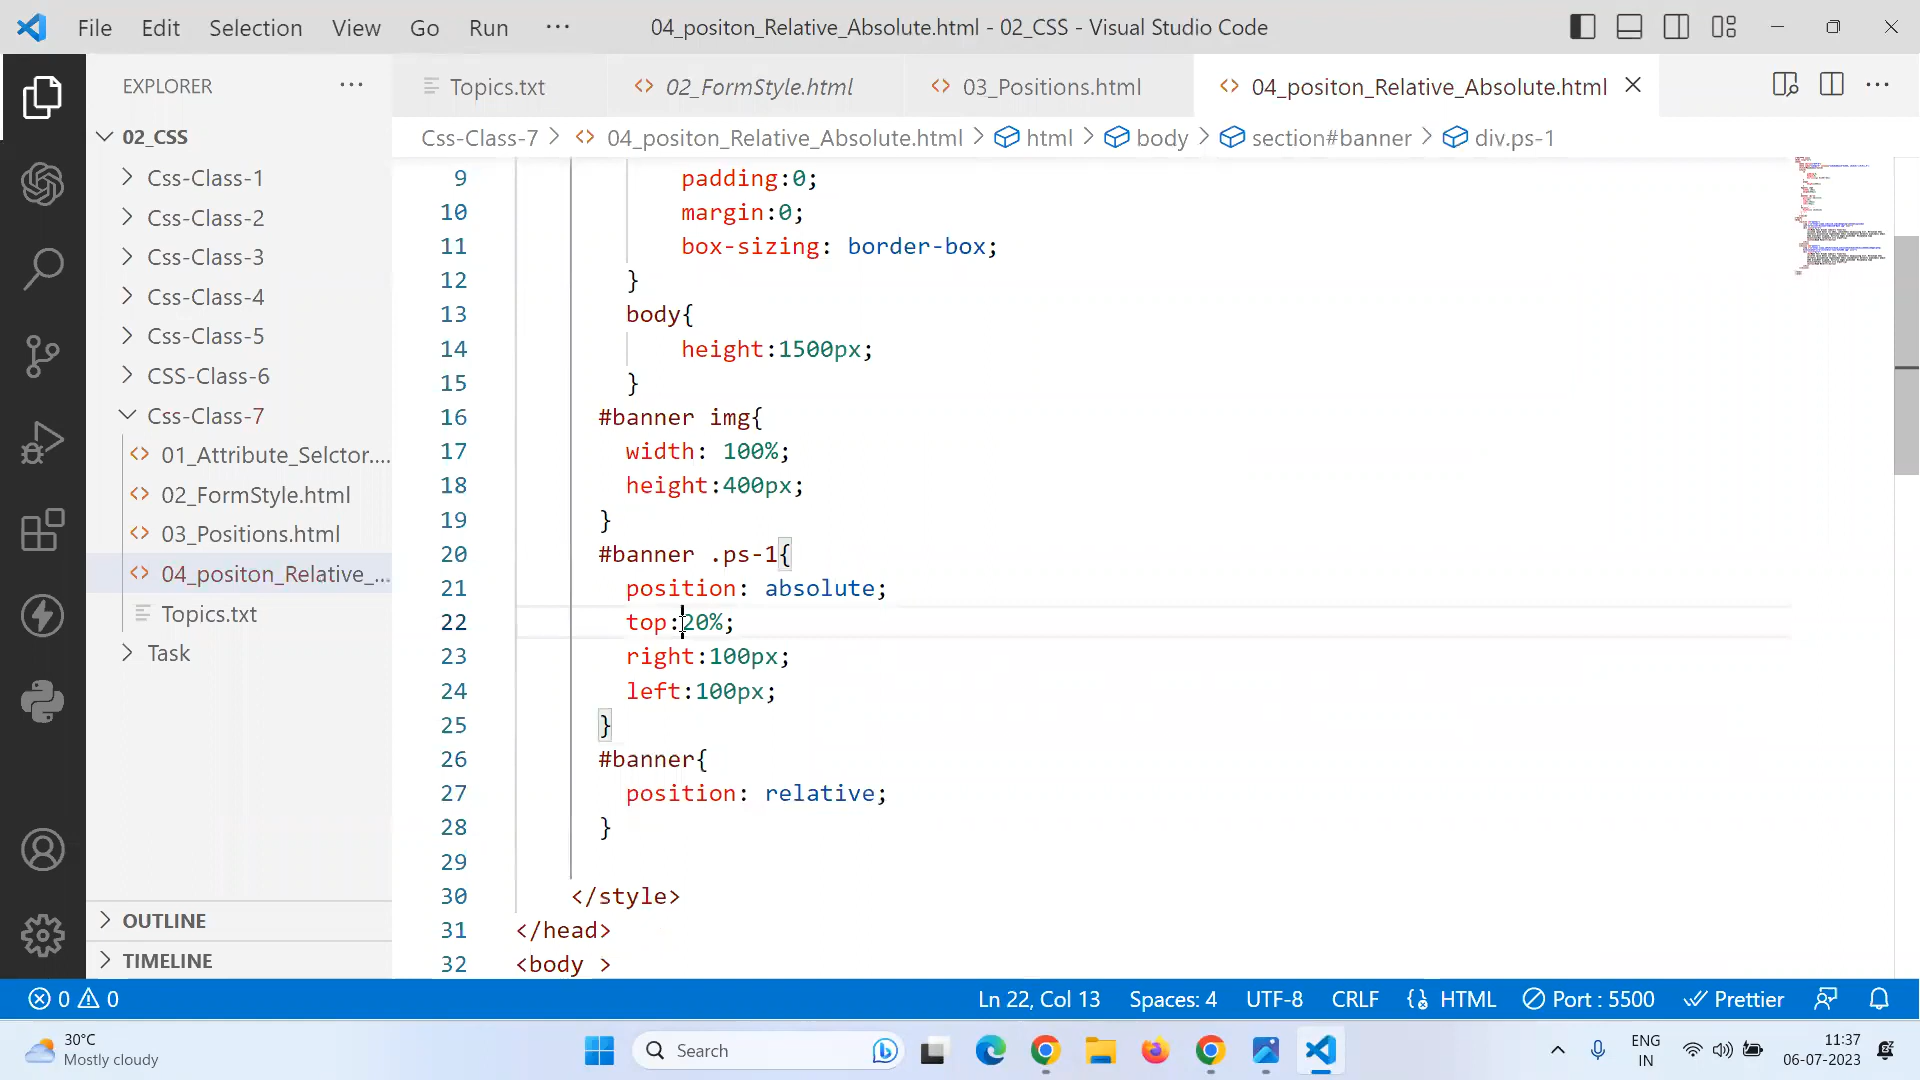 File Edit Selection View Go Run ··· 04_positon_Relative_Absolute.html - 02_CSS - Visual Studio Code
EXPLORER ···
Topics.txt 02_FormStyle.html 03_Positions.html 04_positon_Relative_Absolute.html
Css-Class-7 > 04_positon_Relative_Absolute.html > html > body > section#banner > div.ps-1
02_CSS
Css-Class-1
Css-Class-2
Css-Class-3
Css-Class-4
Css-Class-5
CSS-Class-6
Css-Class-7
01_Attribute_Selctor....
02_FormStyle.html
03_Positions.html
04_positon_Relative_...
Topics.txt
Task
OUTLINE
TIMELINE
9 padding:0;
10 margin:0;
11 box-sizing: border-box;
12 }
13 body{
14 height:1500px;
15 }
16 #banner img{
17 width: 100%;
18 height:400px;
19 }
20 #banner .ps-1{
21 position: absolute;
22 top:20%;
23 right:100px;
24 left:100px;
25 }
26 #banner{
27 position: relative;
28 }
29
30 </style>
31 </head>
32 <body >
0 0 Ln 22, Col 13 Spaces: 4 UTF-8 CRLF HTML Port : 5500 Prettier
30°C
Mostly cloudy
Search
ENG
IN
11:37
06-07-2023